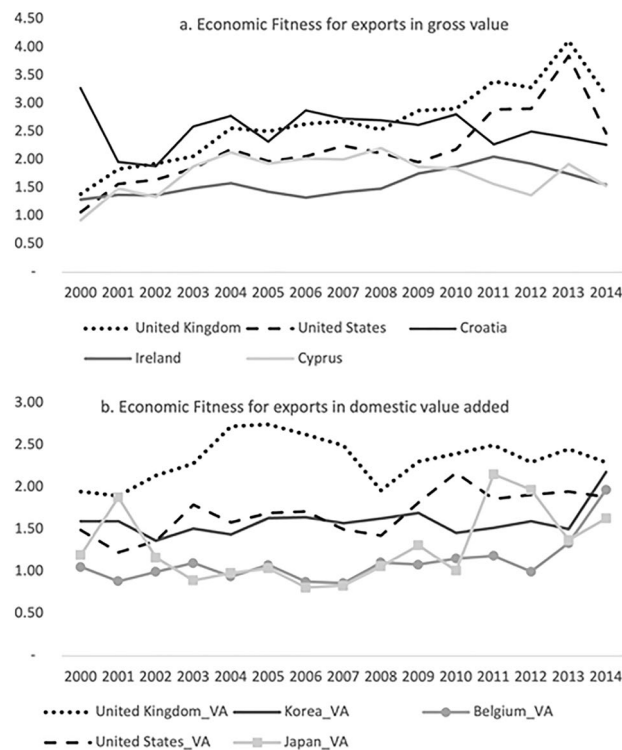 a. Economic Fitness for exports in gross value
4.50
4.00
3.50
3.00
2.50
2.00
1.50
1.00
0.50
-
2000 2001 2002 2003 2004 2005 2006 2007 2008 2009 2010 2011 2012 2013 2014
United Kingdom United States Croatia
Ireland Cyprus
b. Economic Fitness for exports in domestic value added
3.00
2.50
2.00
1.50
1.00
0.50
-
2000 2001 2002 2003 2004 2005 2006 2007 2008 2009 2010 2011 2012 2013 2014
United Kingdom_VA Korea_VA Belgium_VA
United States_VA Japan_VA